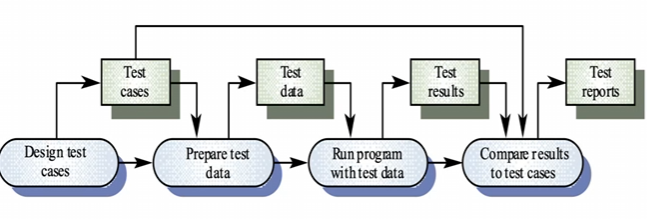 Test
cases
Test
data
Test
results
Test
reports
Design test
cases
Prepare test
data
Run program
with test data
Compare results
to test cases